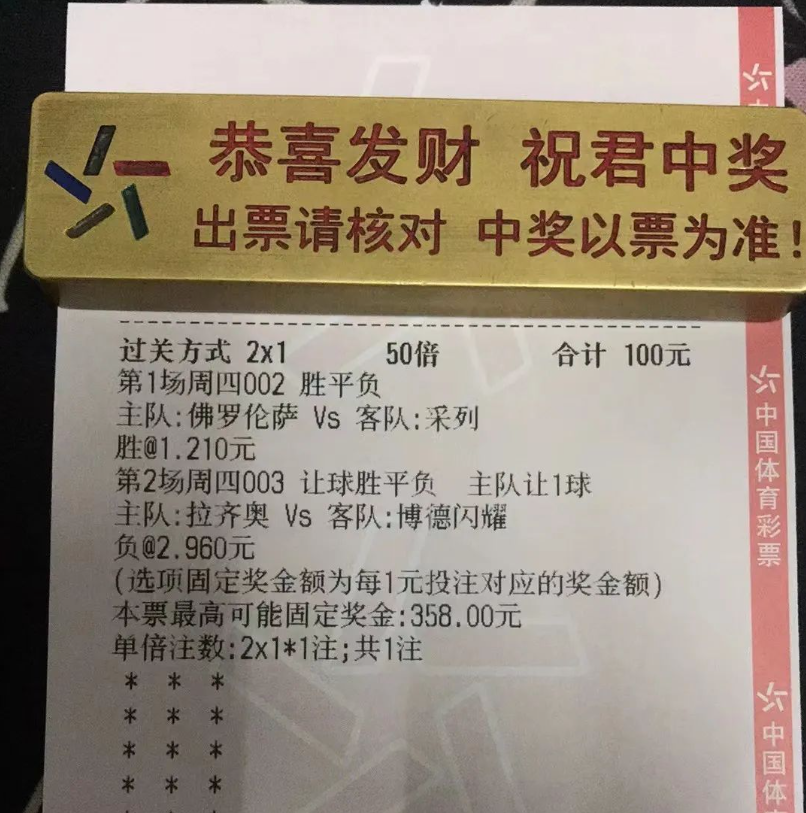 恭喜发财 祝君中奖
出票请核对 中奖以票为准!
过关方式 2x1 50倍 合计 100元
第1场周四002 胜平负
主队:佛罗伦萨 Vs 客队:采列
胜@1.210元
第2场周四003 让球胜平负 主队让1球
主队:拉齐奥 Vs 客队:博德闪耀
负@2.960元
(选项固定奖金额为每1元投注对应的奖金额)
本票最高可能固定奖金:358.00元
单倍注数:2x1*1注;共1注
* * *
* * *
* * *
* * *
中国体育彩票
中国体